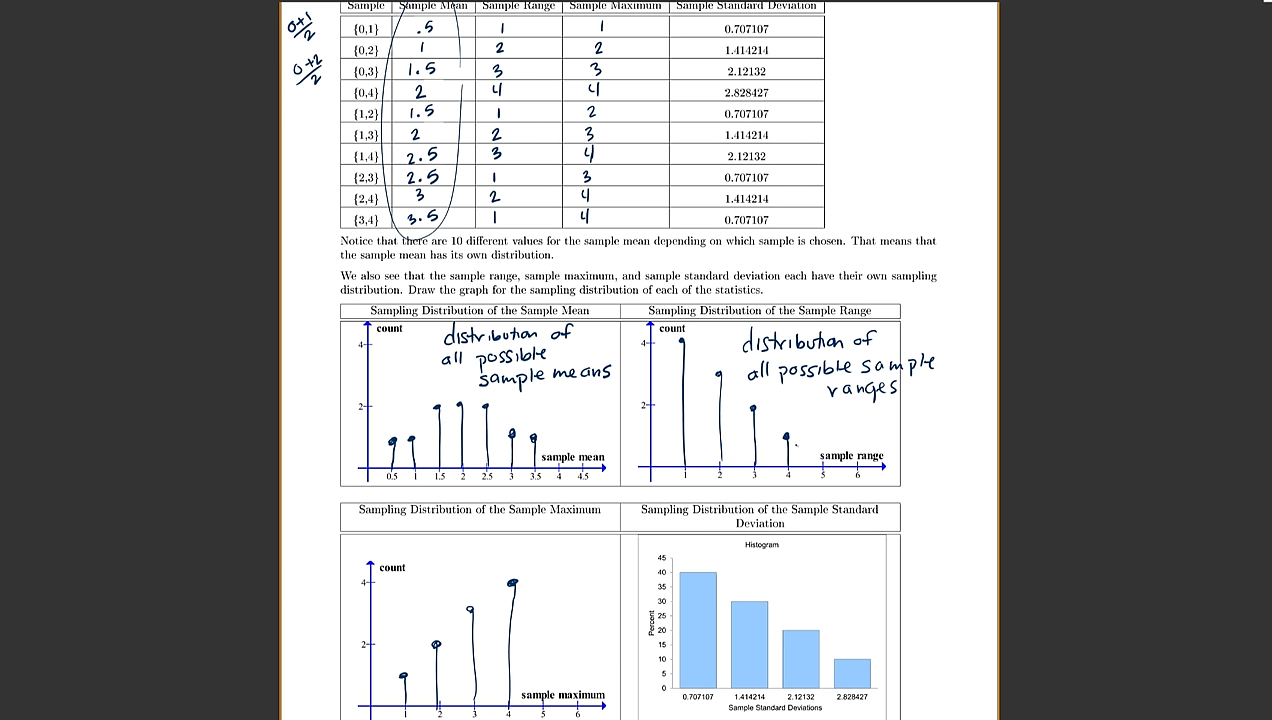 Sample Sample Mean Sample Range Sample Maximum Sample Standard Deviation
0+1/2
{0,1} .5 1 1 0.707107
{0,2} 1 2 2 1.414214
0+2/2
{0,3} 1.5 3 3 2.12132
{0,4} 2 4 4 2.828427
{1,2} 1.5 1 2 0.707107
{1,3} 2 2 3 1.414214
{1,4} 2.5 3 4 2.12132
{2,3} 2.5 1 3 0.707107
{2,4} 3 2 4 1.414214
{3,4} 3.5 1 4 0.707107
Notice that there are 10 different values for the sample mean depending on which sample is chosen. That means that
the sample mean has its own distribution.
We also see that the sample range, sample maximum, and sample standard deviation each have their own sampling
distribution. Draw the graph for the sampling distribution of each of the statistics.
Sampling Distribution of the Sample Mean
count
distribution of
all possible
sample means
4
2
sample mean
0.5 1 1.5 2 2.5 3 3.5 4 4.5
Sampling Distribution of the Sample Range
count
distribution of
all possible sample
ranges
4
2
sample range
1 2 3 4 5 6
Sampling Distribution of the Sample Maximum
count
4
2
sample maximum
1 2 3 4 5 6
Sampling Distribution of the Sample Standard
Deviation
Histogram
45
40
35
30
25
20
15
10
5
0
Percent
0.707107 1.414214 2.12132 2.828427
Sample Standard Deviations